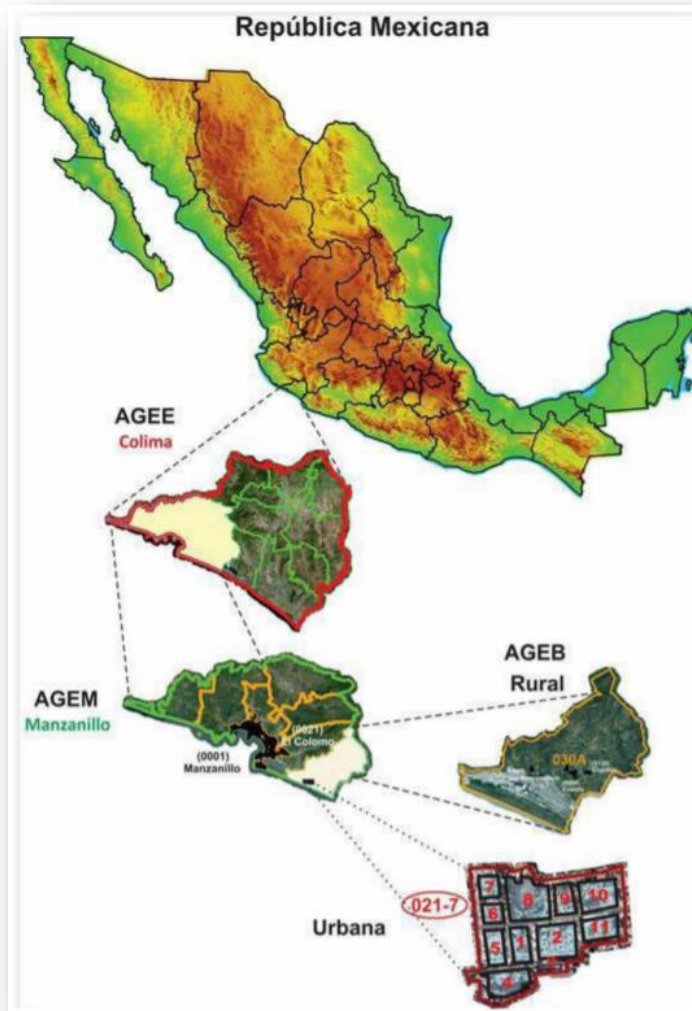 República Mexicana
AGEE
Colima
AGEM
Manzanillo
(0001)
Manzanillo
(0021)
El Colomo
AGEB
Rural
030A
Urbana
021-7
7
8
9
10
6
11
5
1
2
4